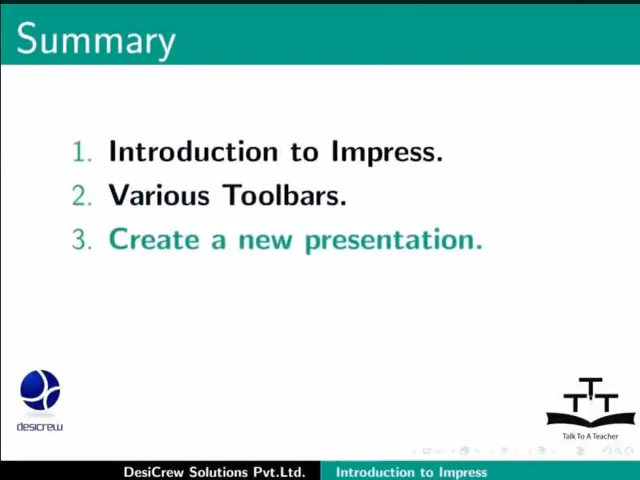 Summary
1. Introduction to Impress.
2. Various Toolbars.
3. Create a new presentation.
desicrew
TTT
Talk To A Teacher
DesiCrew Solutions Pvt.Ltd. Introduction to Impress